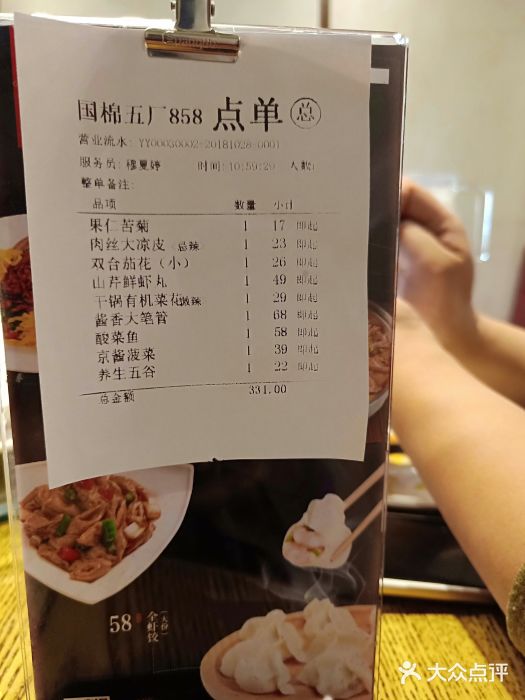 国棉五厂858 点单 总
营业流水: YY00030002-20181028-0001
服务员: 穆夏婷 时间: 10:59:29 人数:
整单备注:
品项 数量 小计
果仁苦菊 1 17 即起
肉丝大凉皮(忌辣) 1 23 即起
双合茄花(小) 1 26 即起
山芹鲜虾丸 1 49 即起
干锅有机菜花微辣 1 29 即起
酱香大笔管 1 68 即起
酸菜鱼 1 58 即起
京酱菠菜 1 39 即起
养生五谷 1 22 即起
总金额 331.00
58
全虾饺
(大份)
大众点评